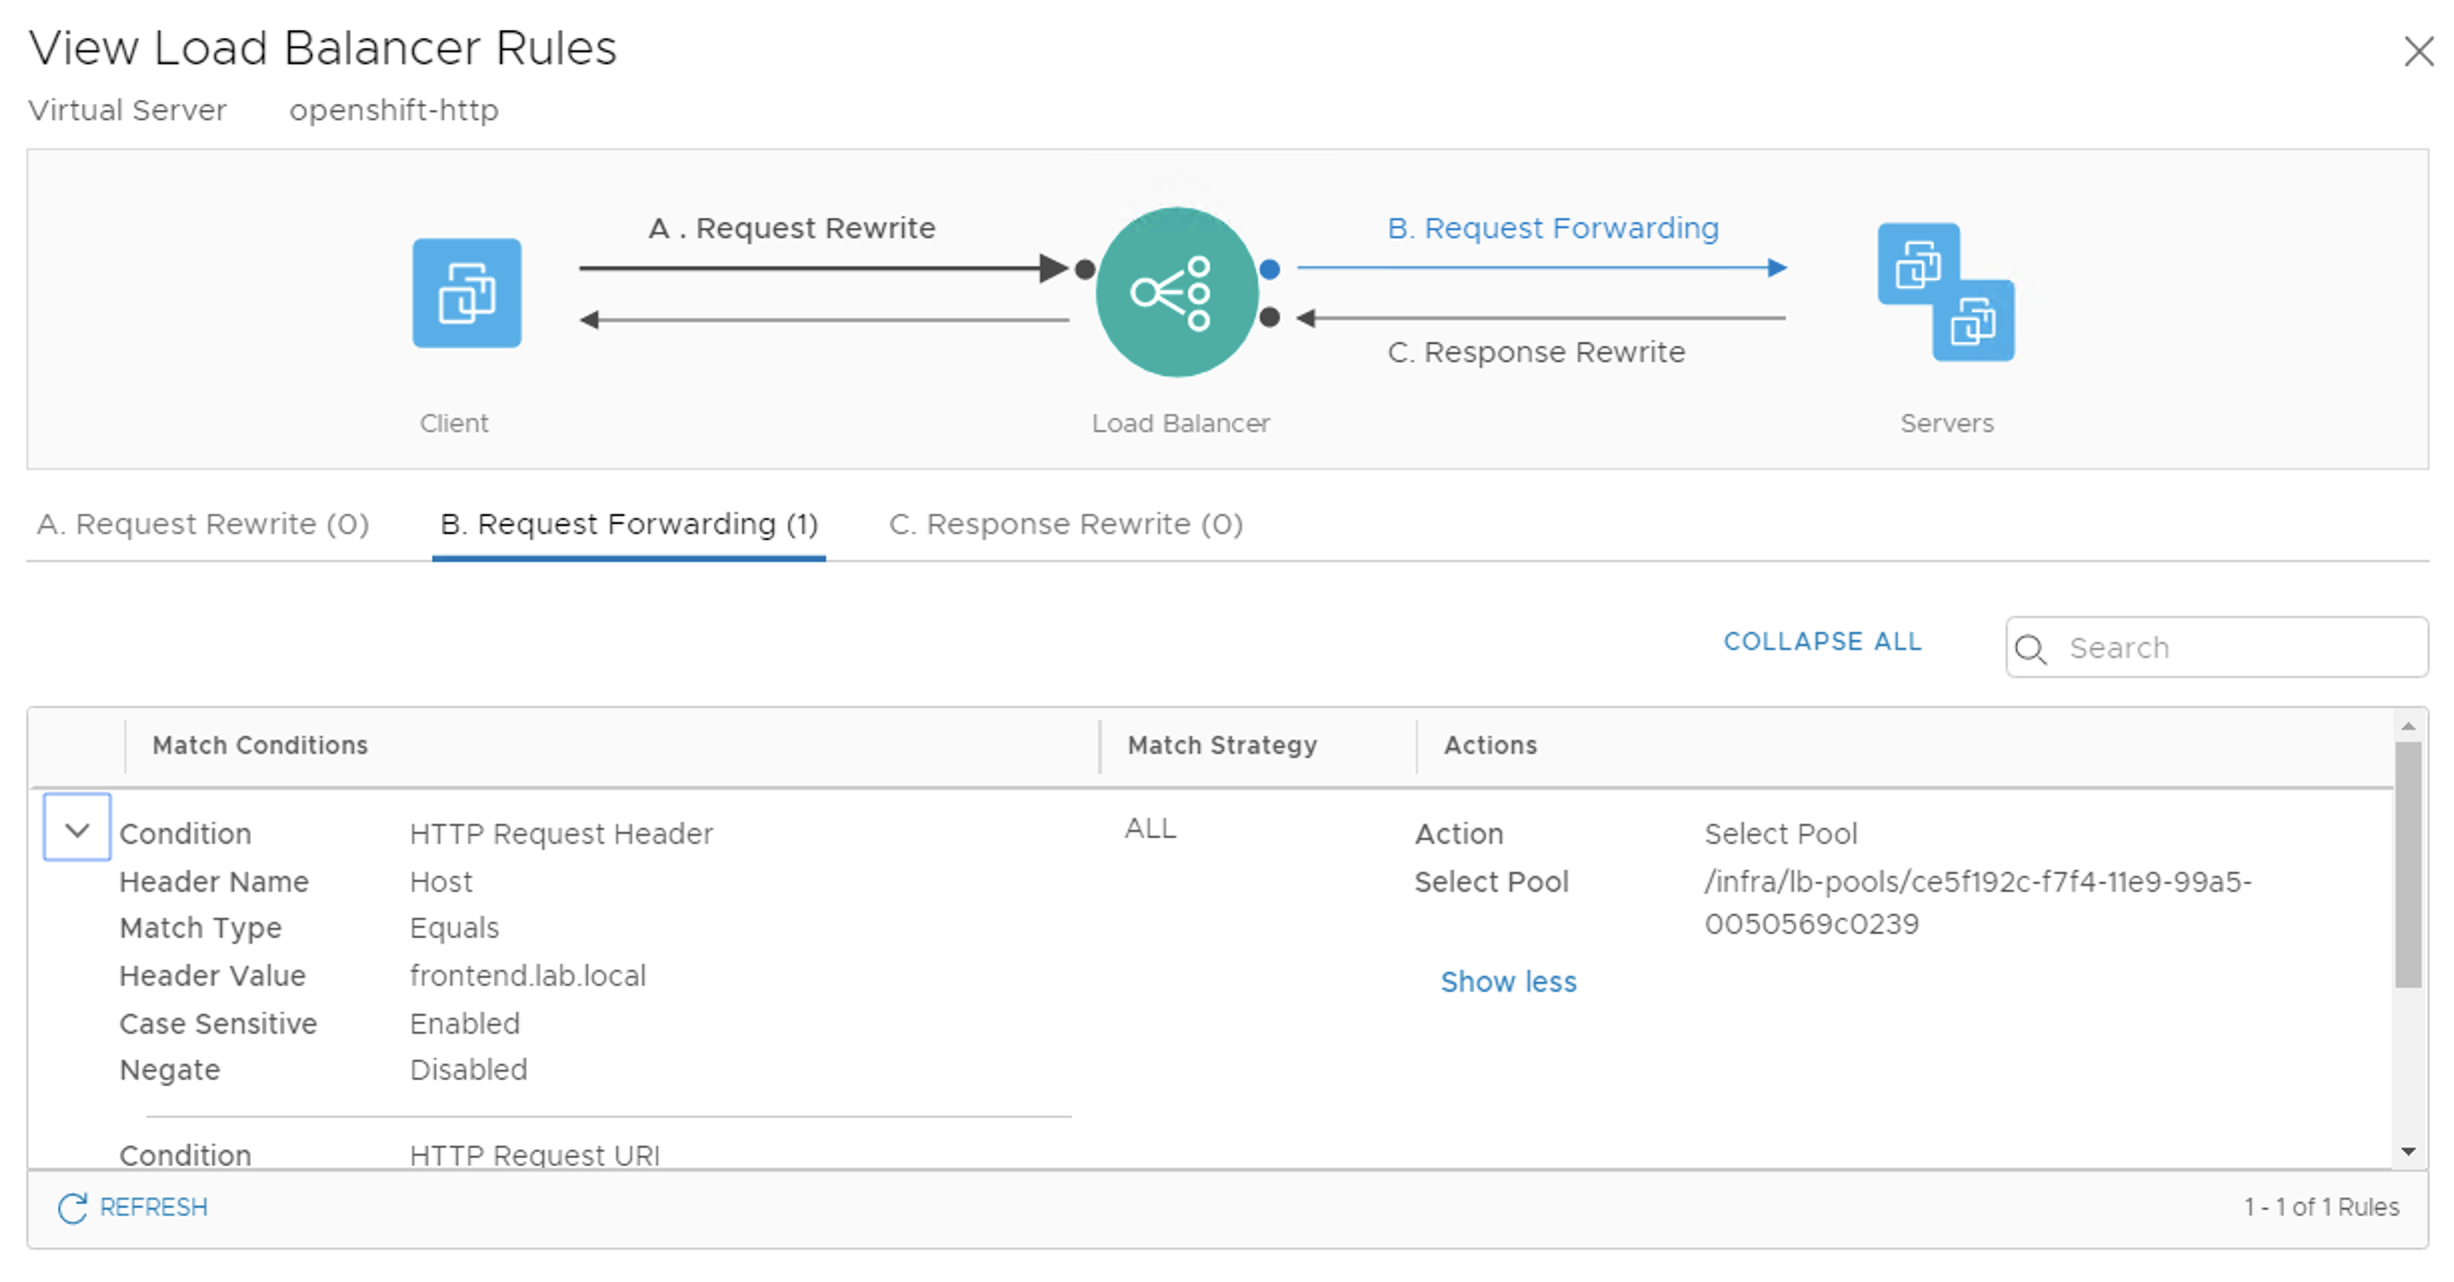 View Load Balancer Rules
Virtual Server openshift-http
A . Request Rewrite
B. Request Forwarding
C. Response Rewrite
Client
Load Balancer
Servers
A. Request Rewrite (0) B. Request Forwarding (1) C. Response Rewrite (0)
COLLAPSE ALL
Search
Match Conditions Match Strategy Actions
Condition HTTP Request Header ALL Action Select Pool
Header Name Host Select Pool /infra/lb-pools/ce5f192c-f7f4-11e9-99a5-
Match Type Equals 0050569c0239
Header Value frontend.lab.local Show less
Case Sensitive Enabled
Negate Disabled
Condition HTTP Request URI
REFRESH 1 - 1 of 1 Rules